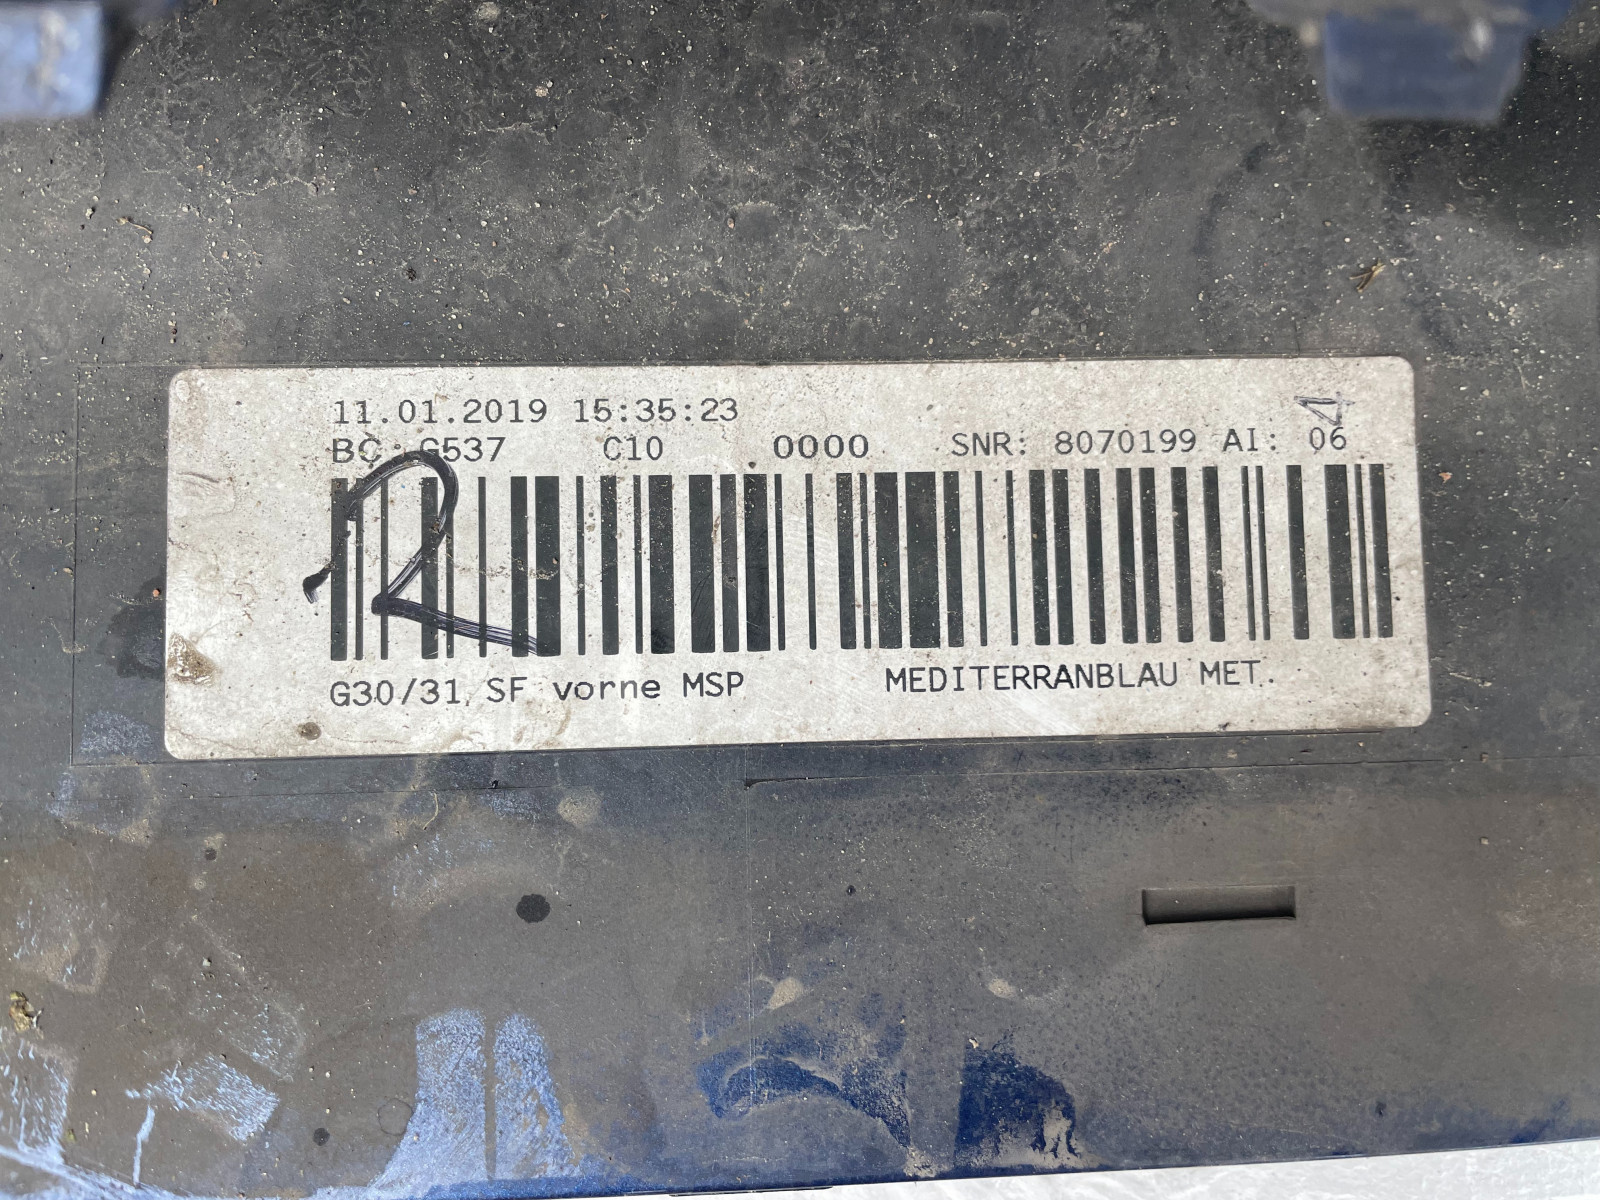 11.01.2019 15:35:23
BC: G537 C10 0000 SNR: 8070199 AI: 06
4
G30/31, SF vorne MSP MEDITERRANBLAU MET.